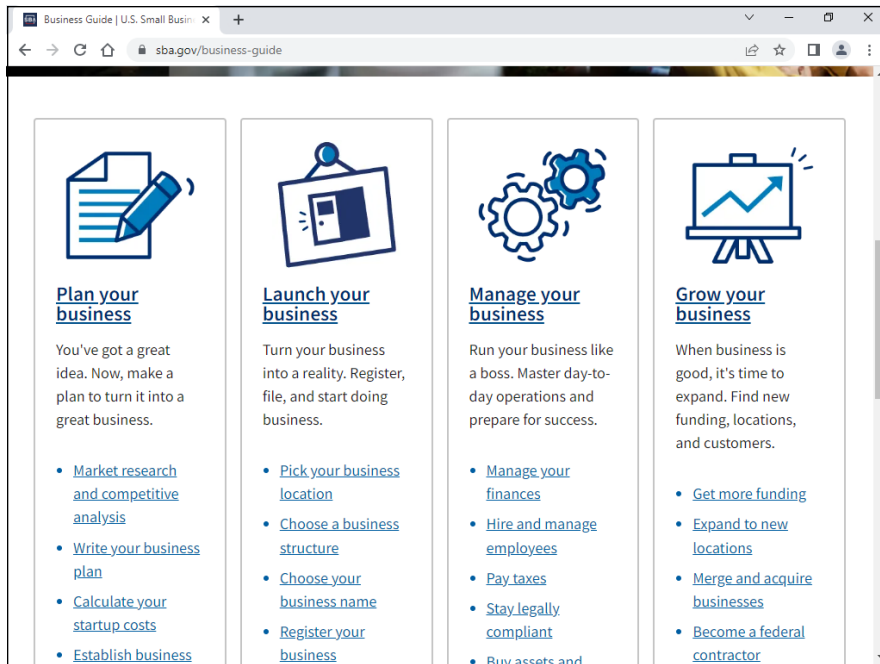 Business Guide | U.S. Small Busin
sba.gov/business-guide
Plan your
business
You've got a great
idea. Now, make a
plan to turn it into a
great business.
Market research
and competitive
analysis
Write your business
plan
Calculate your
startup costs
Establish business
Launch your
business
Turn your business
into a reality. Register,
file, and start doing
business.
Pick your business
location
Choose a business
structure
Choose your
business name
Register your
business
Manage your
business
Run your business like
a boss. Master day-to-
day operations and
prepare for success.
Manage your
finances
Hire and manage
employees
Pay taxes
Stay legally
compliant
Buy assets and
Grow your
business
When business is
good, it's time to
expand. Find new
funding, locations,
and customers.
Get more funding
Expand to new
locations
Merge and acquire
businesses
Become a federal
contractor